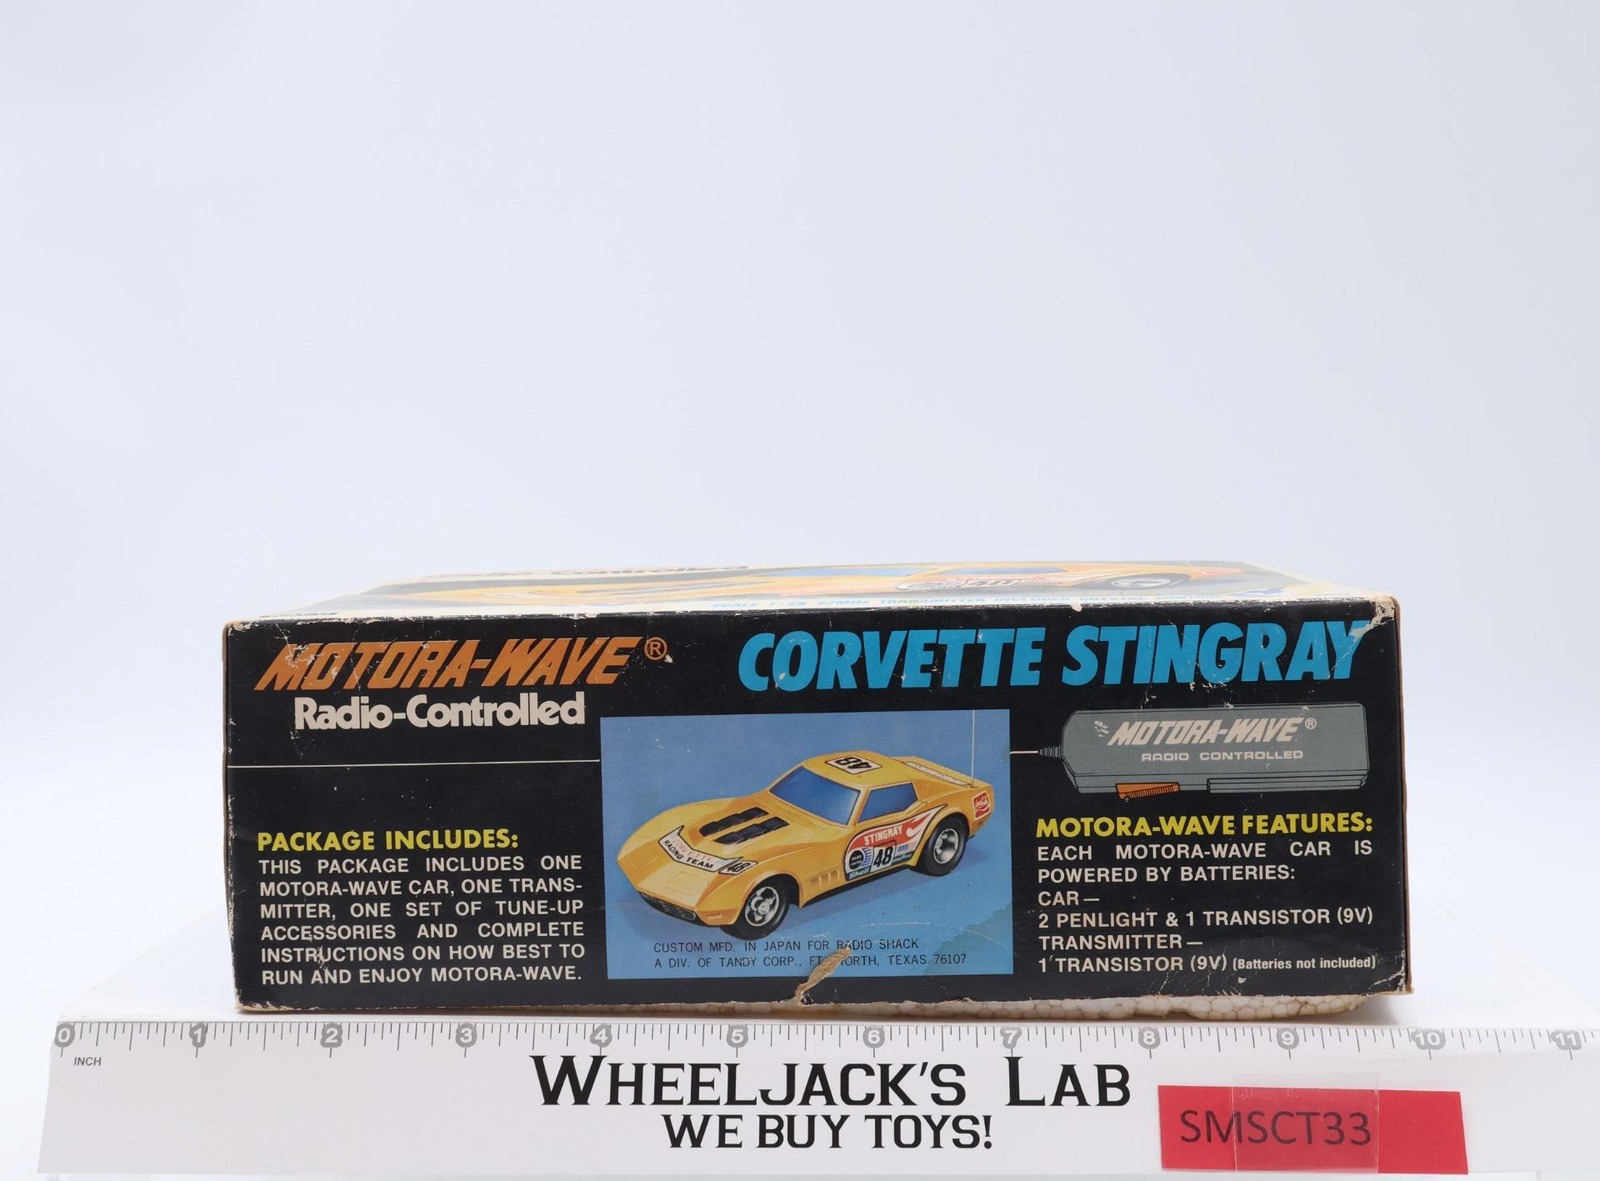 Radio-Controlled
MOTORA-WAVE®
Radio-Controlled
CORVETTE STINGRAY
MOTORA-WAVE®
RADIO CONTROLLED
48
STINGRAY
48
Shell
RACING TEAM
48
PACKAGE INCLUDES:
THIS PACKAGE INCLUDES ONE
MOTORA-WAVE CAR, ONE TRANS-
MITTER, ONE SET OF TUNE-UP
ACCESSORIES AND COMPLETE
INSTRUCTIONS ON HOW BEST TO
RUN AND ENJOY MOTORA-WAVE.
CUSTOM MFD. IN JAPAN FOR RADIO SHACK
A DIV. OF TANDY CORP., TEXAS 76107
MOTORA-WAVE FEATURES:
EACH MOTORA-WAVE CAR IS
POWERED BY BATTERIES:
CAR—
2 PENLIGHT & 1 TRANSISTOR (9V)
TRANSMITTER—
1 TRANSISTOR (9V) (Batteries not included)
0 1 2 3 4 5 6 7 8 9 10 11
INCH
WHEELJACK'S LAB
WE BUY TOYS!
SMSCT33